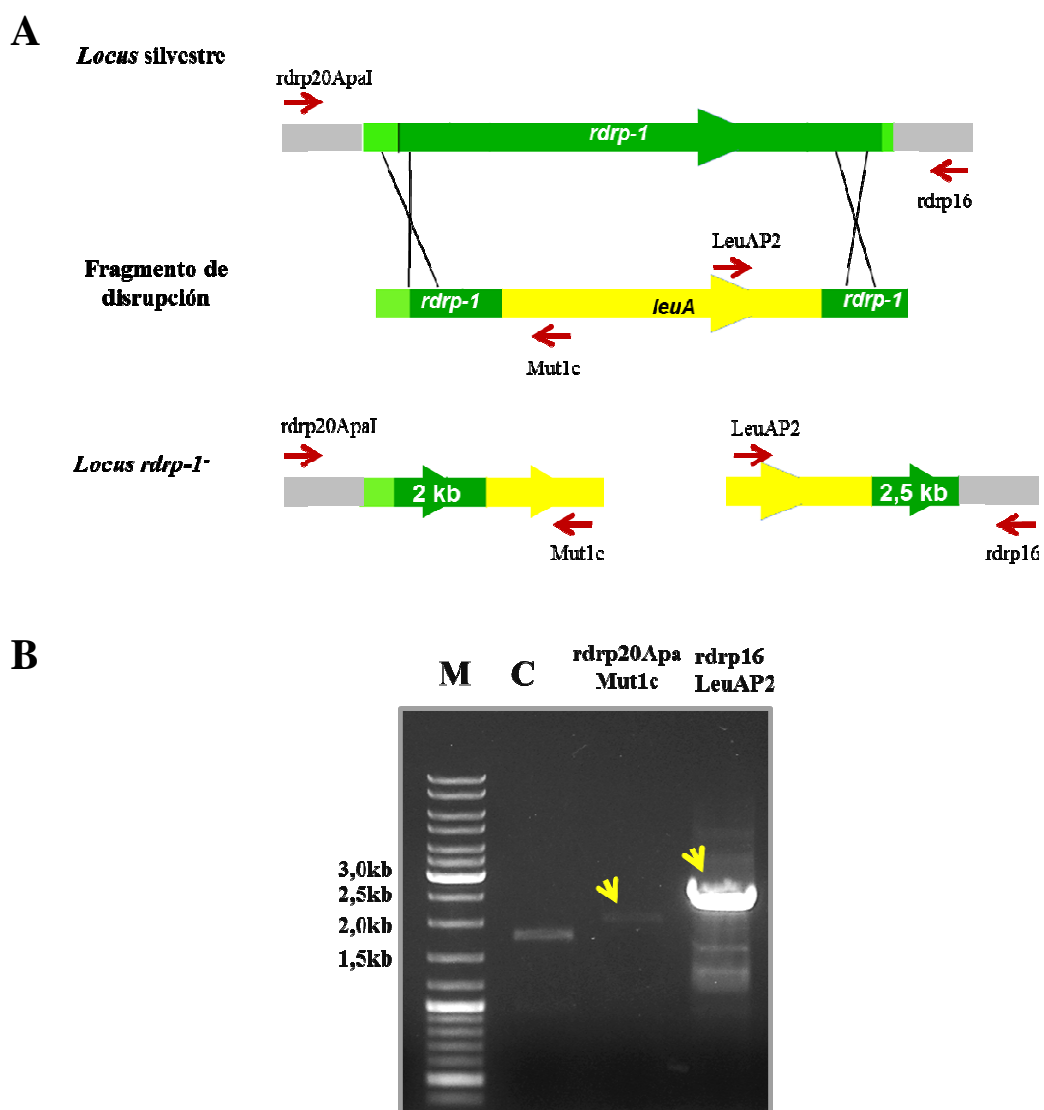 A
Locus silvestre
rdrp20ApaI
rdrp-1
rdrp16
LeuAP2
Fragmento de
disrupción
rdrp-1
leuA
rdrp-1
Mut1c
rdrp20ApaI
LeuAP2
Locus rdrp-1-
2 kb
2,5 kb
Mut1c
rdrp16
B
M
C
rdrp20Apa
Mut1c
rdrp16
LeuAP2
3,0kb
2,5kb
2,0kb
1,5kb